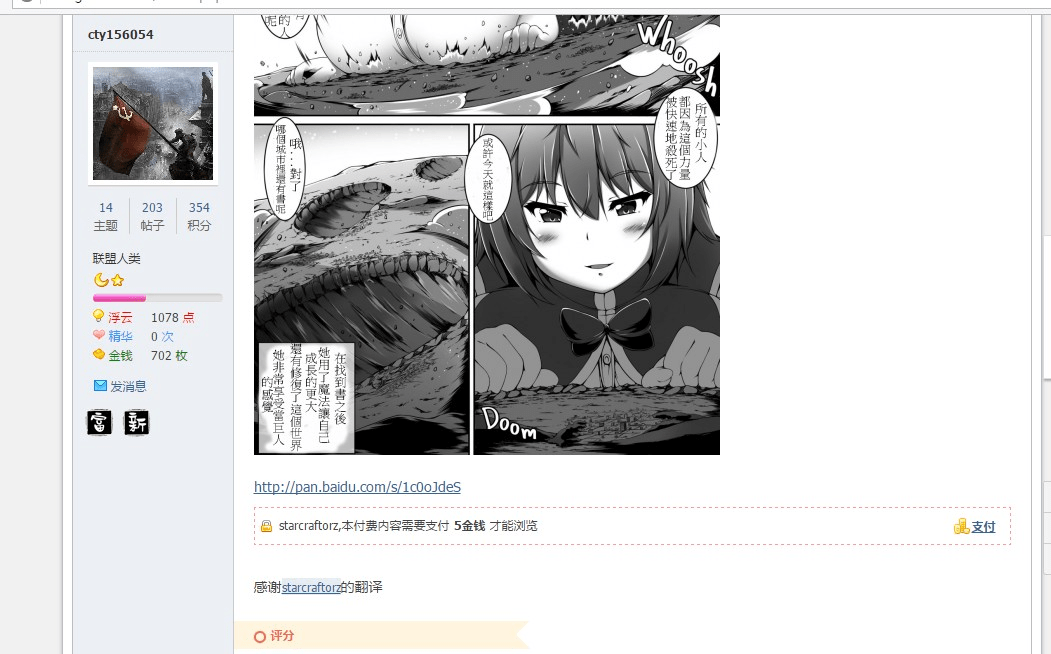 cty156054
14
203
354
主题
帖子
积分
联盟人类
浮云 1078 点
精华 0 次
金钱 702 枚
发消息
富 新
呢的人
Whoosh
所有的小人
都因為這個力量
被快速地殺死了
或許今天就這樣吧
Doom
哦…對了
哪個城市裡還有書呢
在找到書之後
她用了魔法讓自己
成長的更大
還有修復了這個世界
她非常享受當巨人
的感覺
http://pan.baidu.com/s/1c0oJdeS
starcraftorz,本付费内容需要支付 5金钱 才能浏览
支付
感谢starcraftorz的翻译
评分